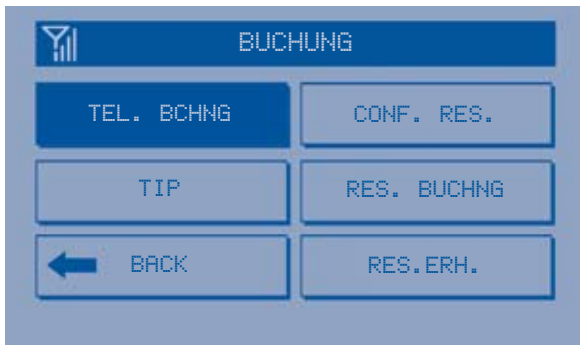 BUCHUNG
TEL. BCHNG
CONF. RES.
TIP
RES. BUCHNG
BACK
RES.ERH.